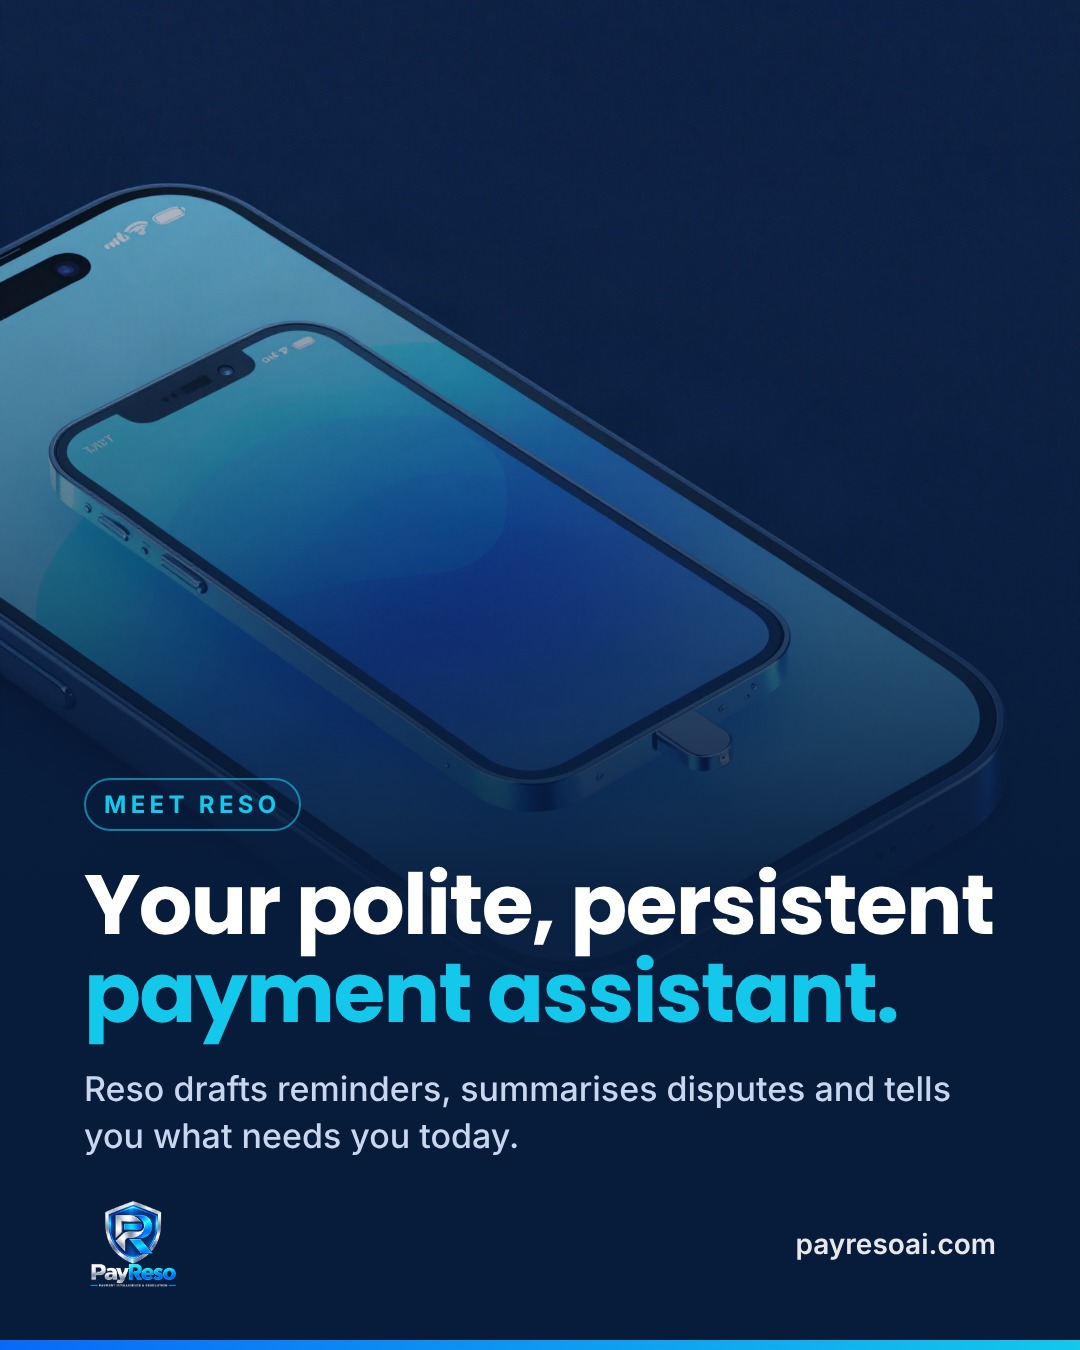 MEET RESO
Your polite, persistent
payment assistant.
Reso drafts reminders, summarises disputes and tells
you what needs you today.
PayReso
payresoai.com